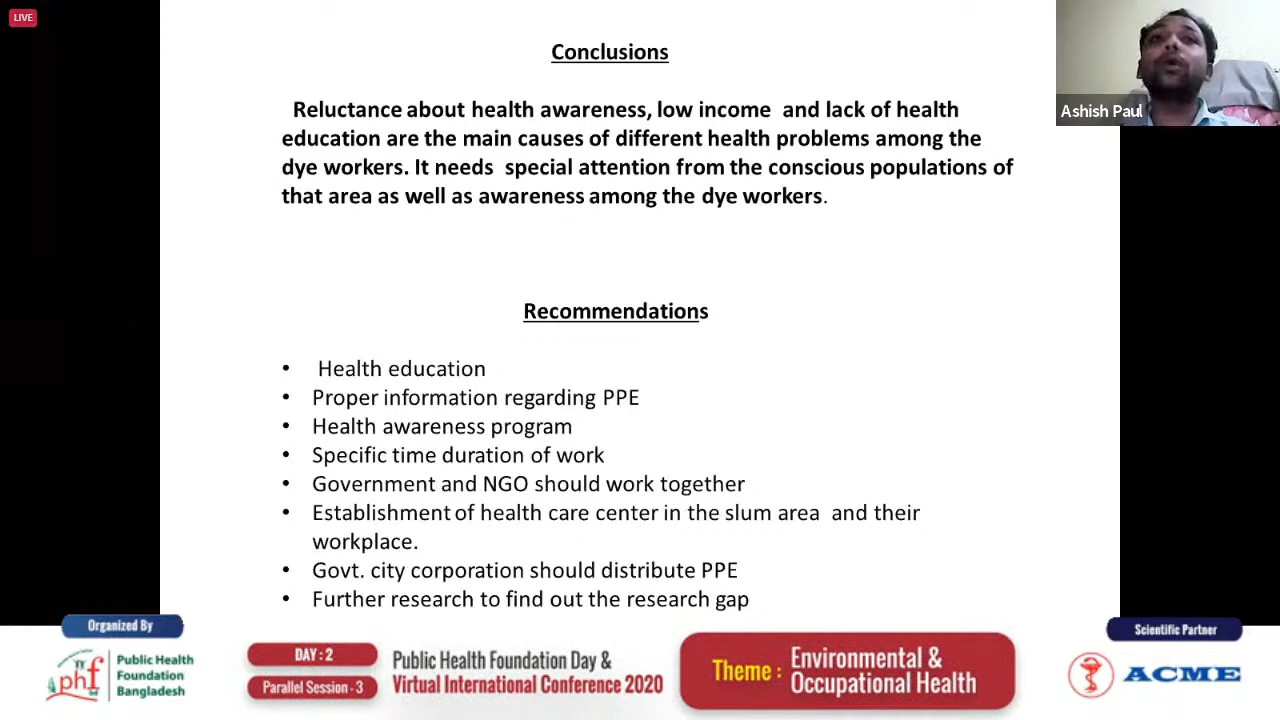 LIVE
Conclusions
Reluctance about health awareness, low income and lack of health
education are the main causes of different health problems among the
dye workers. It needs special attention from the conscious populations of
that area as well as awareness among the dye workers.
Ashish Paul
Recommendations
• Health education
• Proper information regarding PPE
• Health awareness program
• Specific time duration of work
• Government and NGO should work together
• Establishment of health care center in the slum area and their
workplace.
• Govt. city corporation should distribute PPE
• Further research to find out the research gap
Organized By
phf
Public Health
Foundation
Bangladesh
DAY : 2
Parallel Session - 3
Public Health Foundation Day &
Virtual International Conference 2020
Theme :
Environmental &
Occupational Health
Scientific Partner
ACME